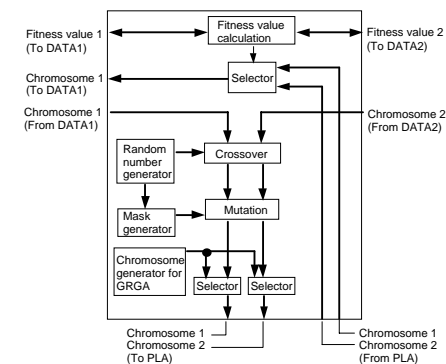 Fitness value 1
(To DATA1)
Fitness value
calculation
Fitness value 2
(To DATA2)
Chromosome 1
(To DATA1)
Selector
Chromosome 1
(From DATA1)
Chromosome 2
(From DATA2)
Random
number
generator
Crossover
Mask
generator
Mutation
Chromosome
generator for
GRGA
Selector
Selector
Chromosome 1
Chromosome 2
(To PLA)
Chromosome 1
Chromosome 2
(From PLA)